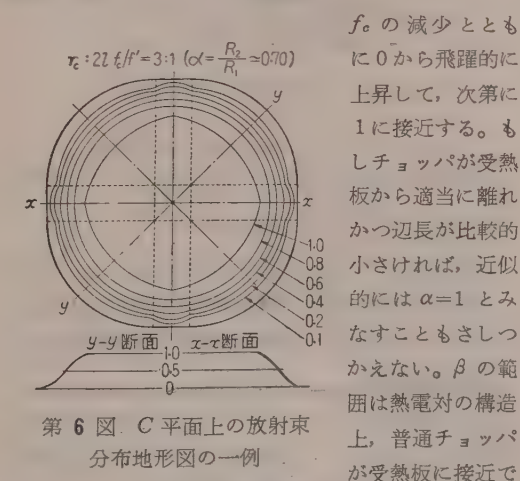 r_c : 2l f_c/f' = 3:1 (α = R_2/R_1 ≃ 0.70)
y
x
x
y
1.0
0.8
0.6
0.4
0.2
0.1
y-y断面 x-x断面
1.0
0.5
0
第 6 図 C 平面上の放射束
分布地形図の一例
f_c の減少ととも
に 0 から飛躍的に
上昇して，次第に
1 に接近する。も
しチョッパが受熱
板から適当に離れ
かつ辺長が比較的
小さければ，近似
的には α=1 とみ
なすこともさしつ
かえない。β の範
囲は熱電対の構造
上，普通チョッパ
が受熱板に接近で